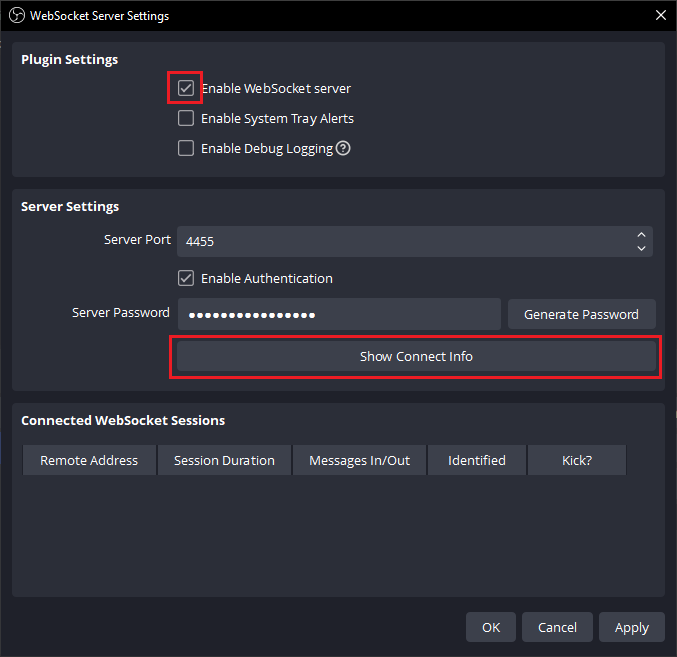 WebSocket Server Settings
Plugin Settings
Enable WebSocket server
Enable System Tray Alerts
Enable Debug Logging ?
Server Settings
Server Port 4455
Enable Authentication
Server Password ●●●●●●●●●●●●●●●● Generate Password
Show Connect Info
Connected WebSocket Sessions
Remote Address Session Duration Messages In/Out Identified Kick?
OK Cancel Apply